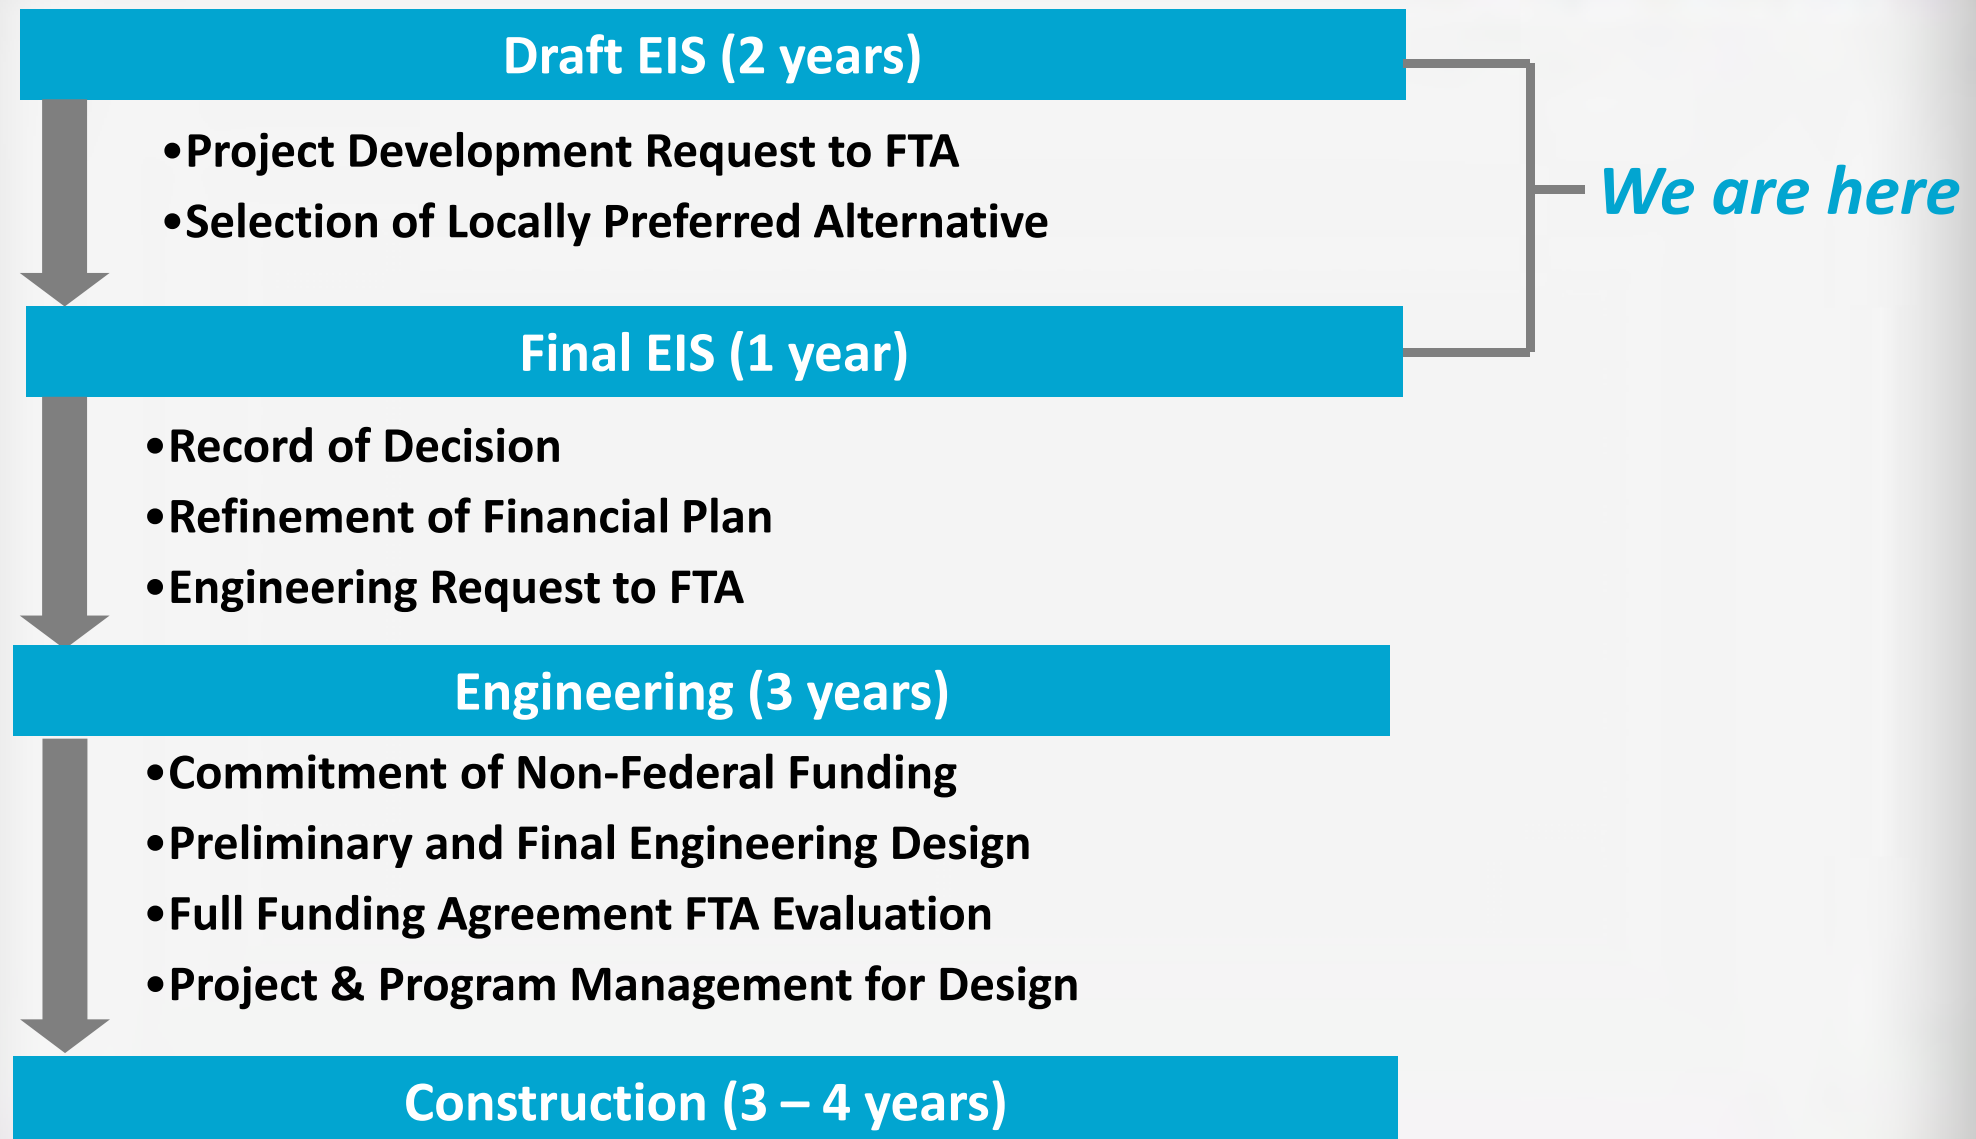 Draft EIS (2 years)
•Project Development Request to FTA
•Selection of Locally Preferred Alternative
We are here
Final EIS (1 year)
•Record of Decision
•Refinement of Financial Plan
•Engineering Request to FTA
Engineering (3 years)
•Commitment of Non-Federal Funding
•Preliminary and Final Engineering Design
•Full Funding Agreement FTA Evaluation
•Project & Program Management for Design
Construction (3 – 4 years)